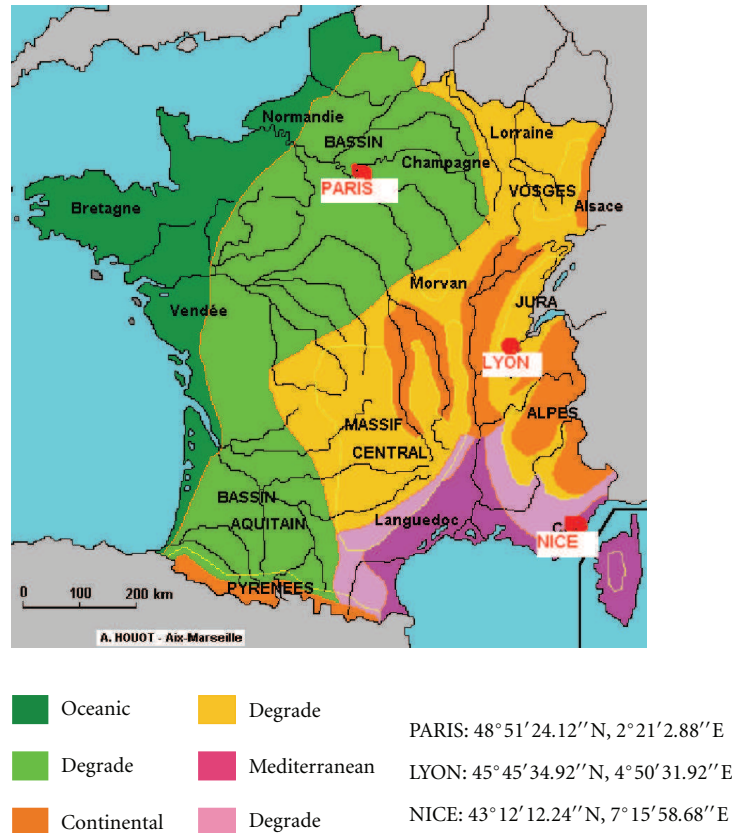 Normandie
Lorraine
BASSIN
Champagne
PARIS
VOSGES
Bretagne
Alsace
Morvan
JURA
Vendée
LYON
ALPES
MASSIF
CENTRAL
BASSIN
AQUITAIN
Languedoc
NICE
PYRENEES
0 100 200 km
A. HOUOT - Aix-Marseille
Oceanic
Degrade
Degrade
Mediterranean
Continental
Degrade
PARIS: 48°51′24.12′′N, 2°21′2.88′′E
LYON: 45°45′34.92′′N, 4°50′31.92′′E
NICE: 43°12′12.24′′N, 7°15′58.68′′E